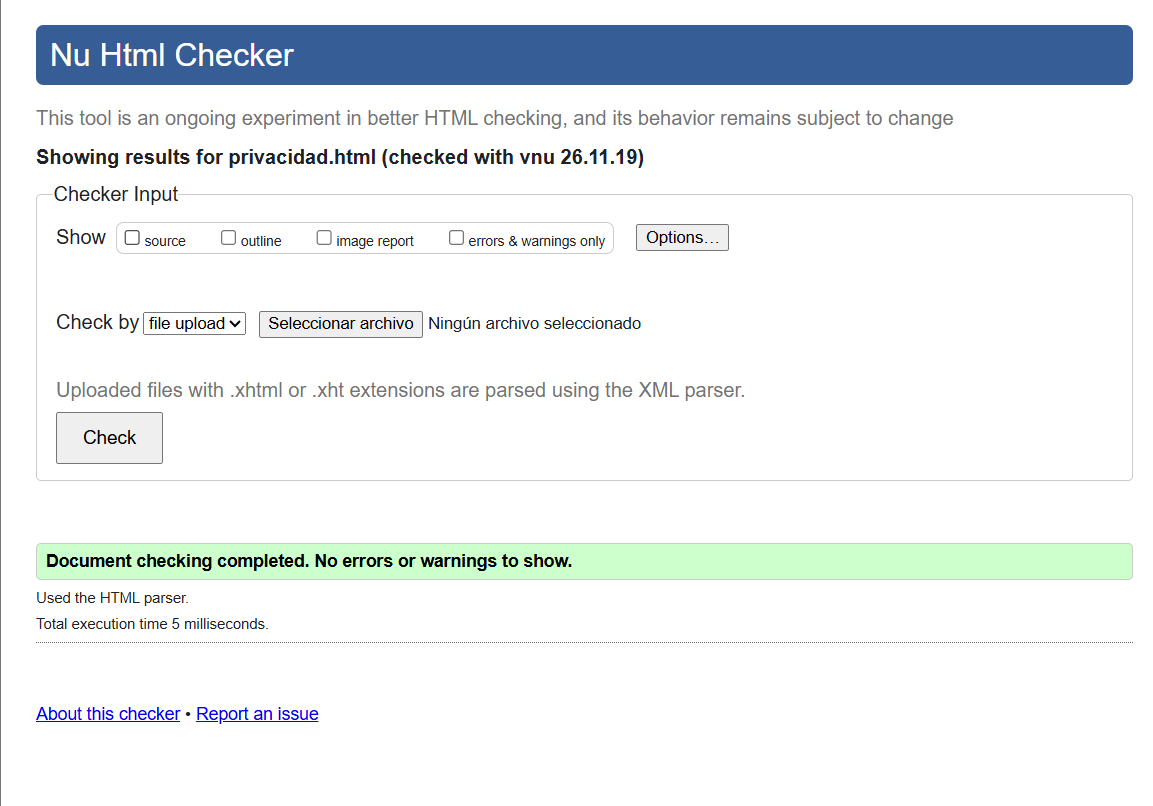 Nu Html Checker
This tool is an ongoing experiment in better HTML checking, and its behavior remains subject to change
Showing results for privacidad.html (checked with vnu 26.11.19)
Checker Input
Show source outline image report errors & warnings only Options…
Check by file upload Seleccionar archivo Ningún archivo seleccionado
Uploaded files with .xhtml or .xht extensions are parsed using the XML parser.
Check
Document checking completed. No errors or warnings to show.
Used the HTML parser.
Total execution time 5 milliseconds.
About this checker • Report an issue